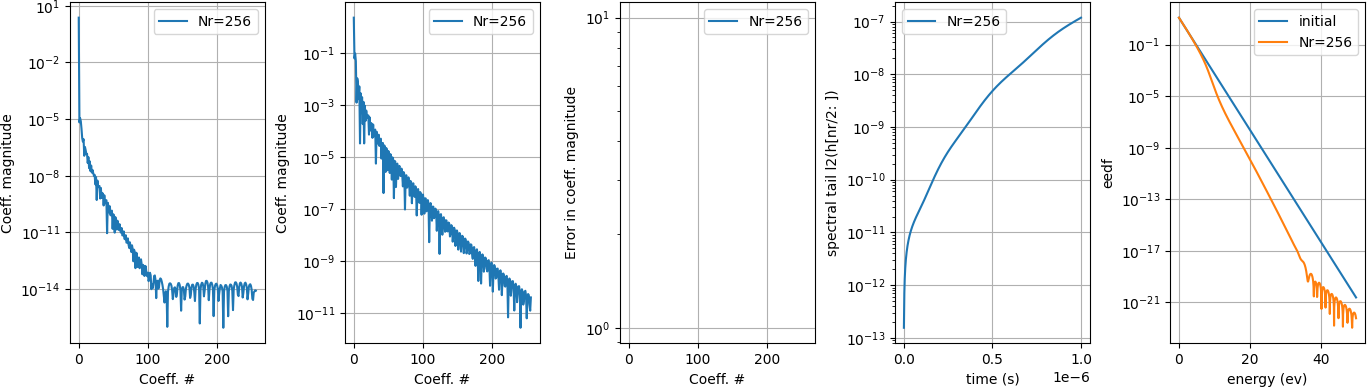 Coeff. magnitude
10^1
10^-2
10^-5
10^-8
10^-11
10^-14
Nr=256
0
100
200
Coeff. #
Coeff. magnitude
10^-1
10^-3
10^-5
10^-7
10^-9
10^-11
Nr=256
0
100
200
Coeff. #
Error in coeff. magnitude
10^1
10^0
Nr=256
0
100
200
Coeff. #
spectral tail l2(h[nr/2: ])
10^-7
10^-8
10^-9
10^-10
10^-11
10^-12
10^-13
Nr=256
0.0
0.5
1.0
1e−6
time (s)
eedf
10^-1
10^-5
10^-9
10^-13
10^-17
10^-21
initial
Nr=256
0
20
40
energy (ev)